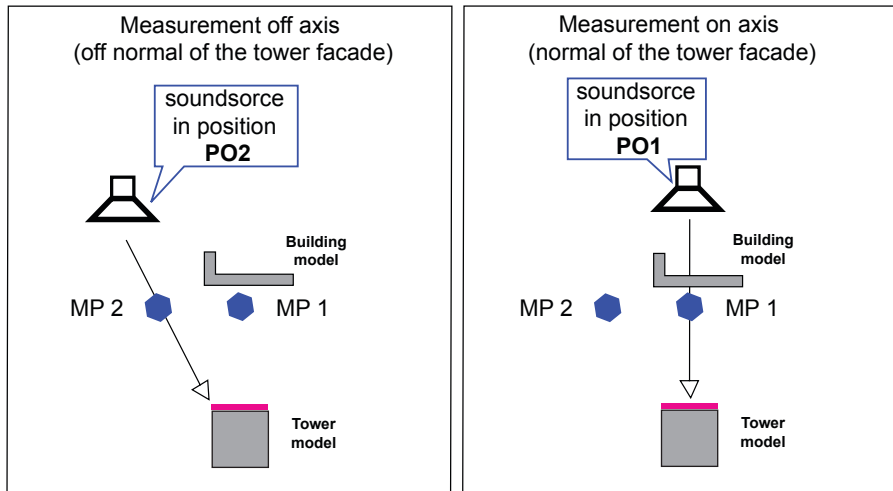 Measurement off axis
(off normal of the tower facade)
soundsorce
in position
PO2
Building
model
MP 2
MP 1
Tower
model
Measurement on axis
(normal of the tower facade)
soundsorce
in position
PO1
Building
model
MP 2
MP 1
Tower
model